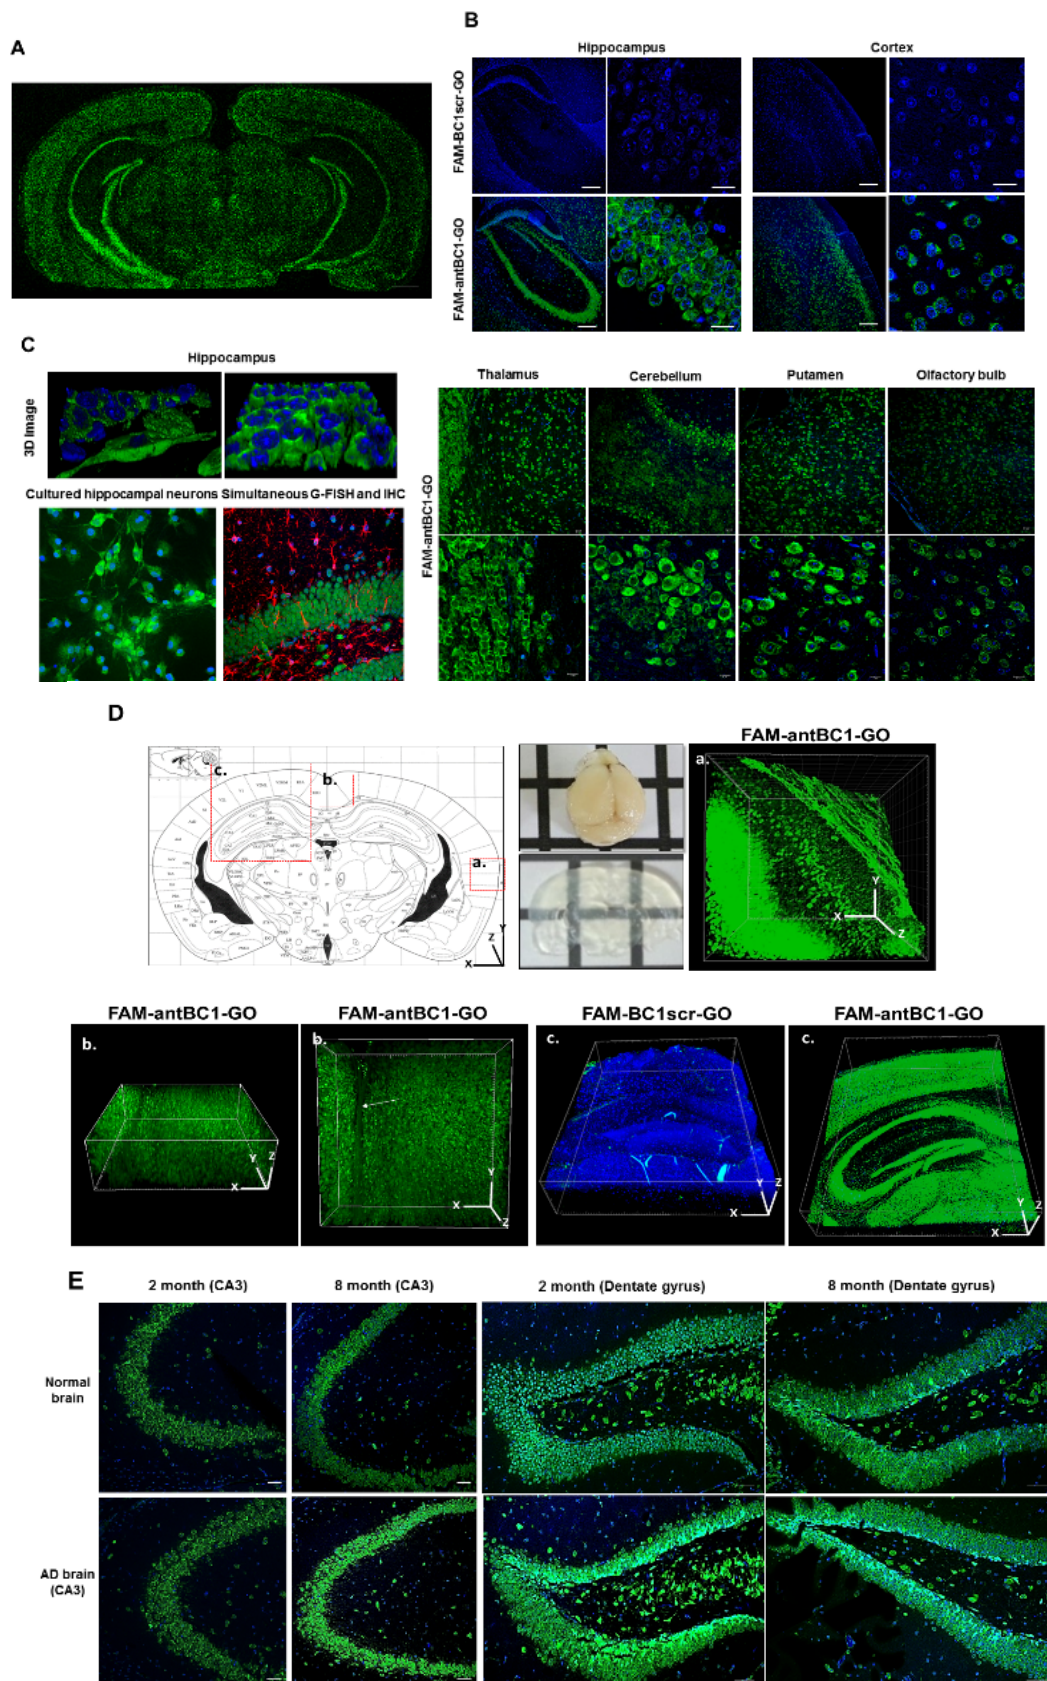 A
B
Hippocampus
Cortex
FAM-BC1scr-GO
FAM-antBC1-GO
C
Hippocampus
3D Image
Cultured hippocampal neurons
Simultaneous G-FISH and IHC
Thalamus
Cerebellum
Putamen
Olfactory bulb
FAM-antBC1-GO
D
c.
b.
a.
Y
Z
X
FAM-antBC1-GO
a.
Y
X
Z
FAM-antBC1-GO
b.
Y
Z
X
FAM-antBC1-GO
b.
Y
X
Z
FAM-BC1scr-GO
c.
Y
Z
X
FAM-antBC1-GO
c.
Y
Z
X
E
2 month (CA3)
8 month (CA3)
2 month (Dentate gyrus)
8 month (Dentate gyrus)
Normal
brain
AD brain
(CA3)